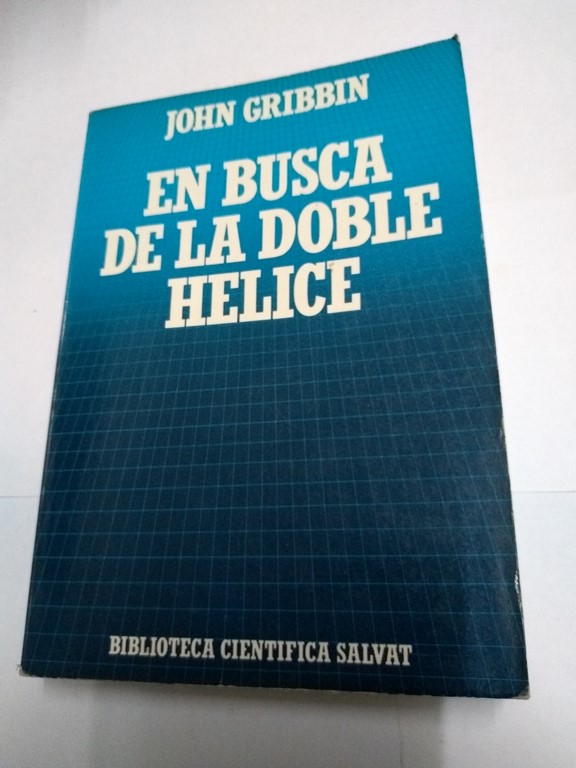 JOHN GRIBBIN
EN BUSCA
DE LA DOBLE
HELICE
BIBLIOTECA CIENTIFICA SALVAT